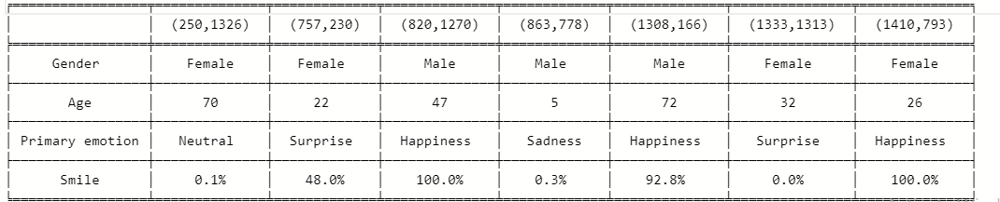 (250,1326) (757,230) (820,1270) (863,778) (1308,166) (1333,1313) (1410,793)
Gender Female Female Male Male Male Female Female
Age 70 22 47 5 72 32 26
Primary emotion Neutral Surprise Happiness Sadness Happiness Surprise Happiness
Smile 0.1% 48.0% 100.0% 0.3% 92.8% 0.0% 100.0%